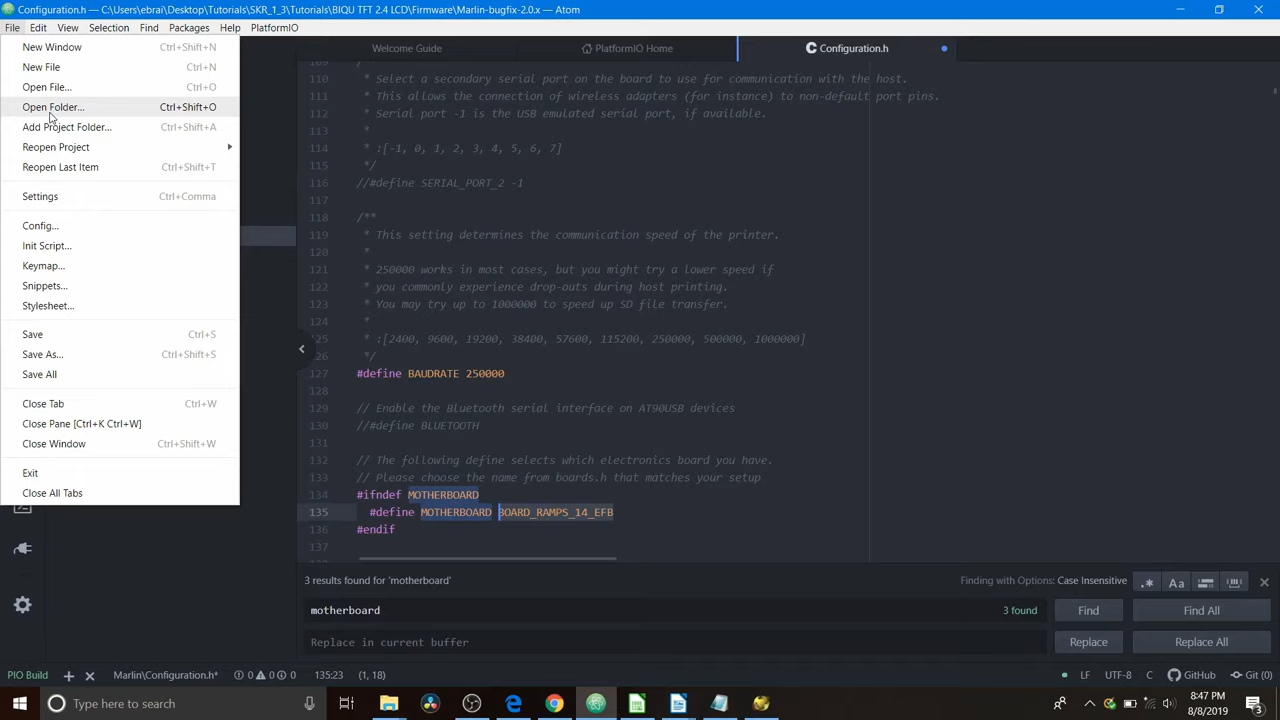 Configuration.h — C:\Users\ebrai\Desktop\Tutorials\SKR_1_3\Tutorials\BIQU TFT 2.4 LCD\Firmware\Marlin-bugfix-2.0.x — Atom
File Edit View Selection Find Packages Help PlatformIO
New Window Ctrl+Shift+N
New File Ctrl+N
Open File... Ctrl+O
Open Folder... Ctrl+Shift+O
Add Project Folder... Ctrl+Shift+A
Reopen Project
Reopen Last Item Ctrl+Shift+T
Settings Ctrl+Comma
Config...
Init Script...
Keymap...
Snippets...
Stylesheet...
Save Ctrl+S
Save As... Ctrl+Shift+S
Save All
Close Tab Ctrl+W
Close Pane [Ctrl+K Ctrl+W]
Close Window Ctrl+Shift+W
Exit
Close All Tabs
Welcome Guide PlatformIO Home Configuration.h
109 /**
110 * Select a secondary serial port on the board to use for communication with the host.
111 * This allows the connection of wireless adapters (for instance) to non-default port pins.
112 * Serial port -1 is the USB emulated serial port, if available.
113 *
114 * :[-1, 0, 1, 2, 3, 4, 5, 6, 7]
115 */
116 //#define SERIAL_PORT_2 -1
117
118 /**
119 * This setting determines the communication speed of the printer.
120 *
121 * 250000 works in most cases, but you might try a lower speed if
122 * you commonly experience drop-outs during host printing.
123 * You may try up to 1000000 to speed up SD file transfer.
124 *
125 * :[2400, 9600, 19200, 38400, 57600, 115200, 250000, 500000, 1000000]
126 */
127 #define BAUDRATE 250000
128
129 // Enable the Bluetooth serial interface on AT90USB devices
130 //#define BLUETOOTH
131
132 // The following define selects which electronics board you have.
133 // Please choose the name from boards.h that matches your setup
134 #ifndef MOTHERBOARD
135 #define MOTHERBOARD BOARD_RAMPS_14_EFB
136 #endif
137
3 results found for 'motherboard' Finding with Options: Case Insensitive .* Aa
motherboard 3 found Find Find All
Replace in current buffer Replace Replace All
PIO Build Marlin\Configuration.h* 0 0 0 135:23 (1, 18) LF UTF-8 C GitHub Git (0)
Type here to search
8:47 PM
8/8/2019
3